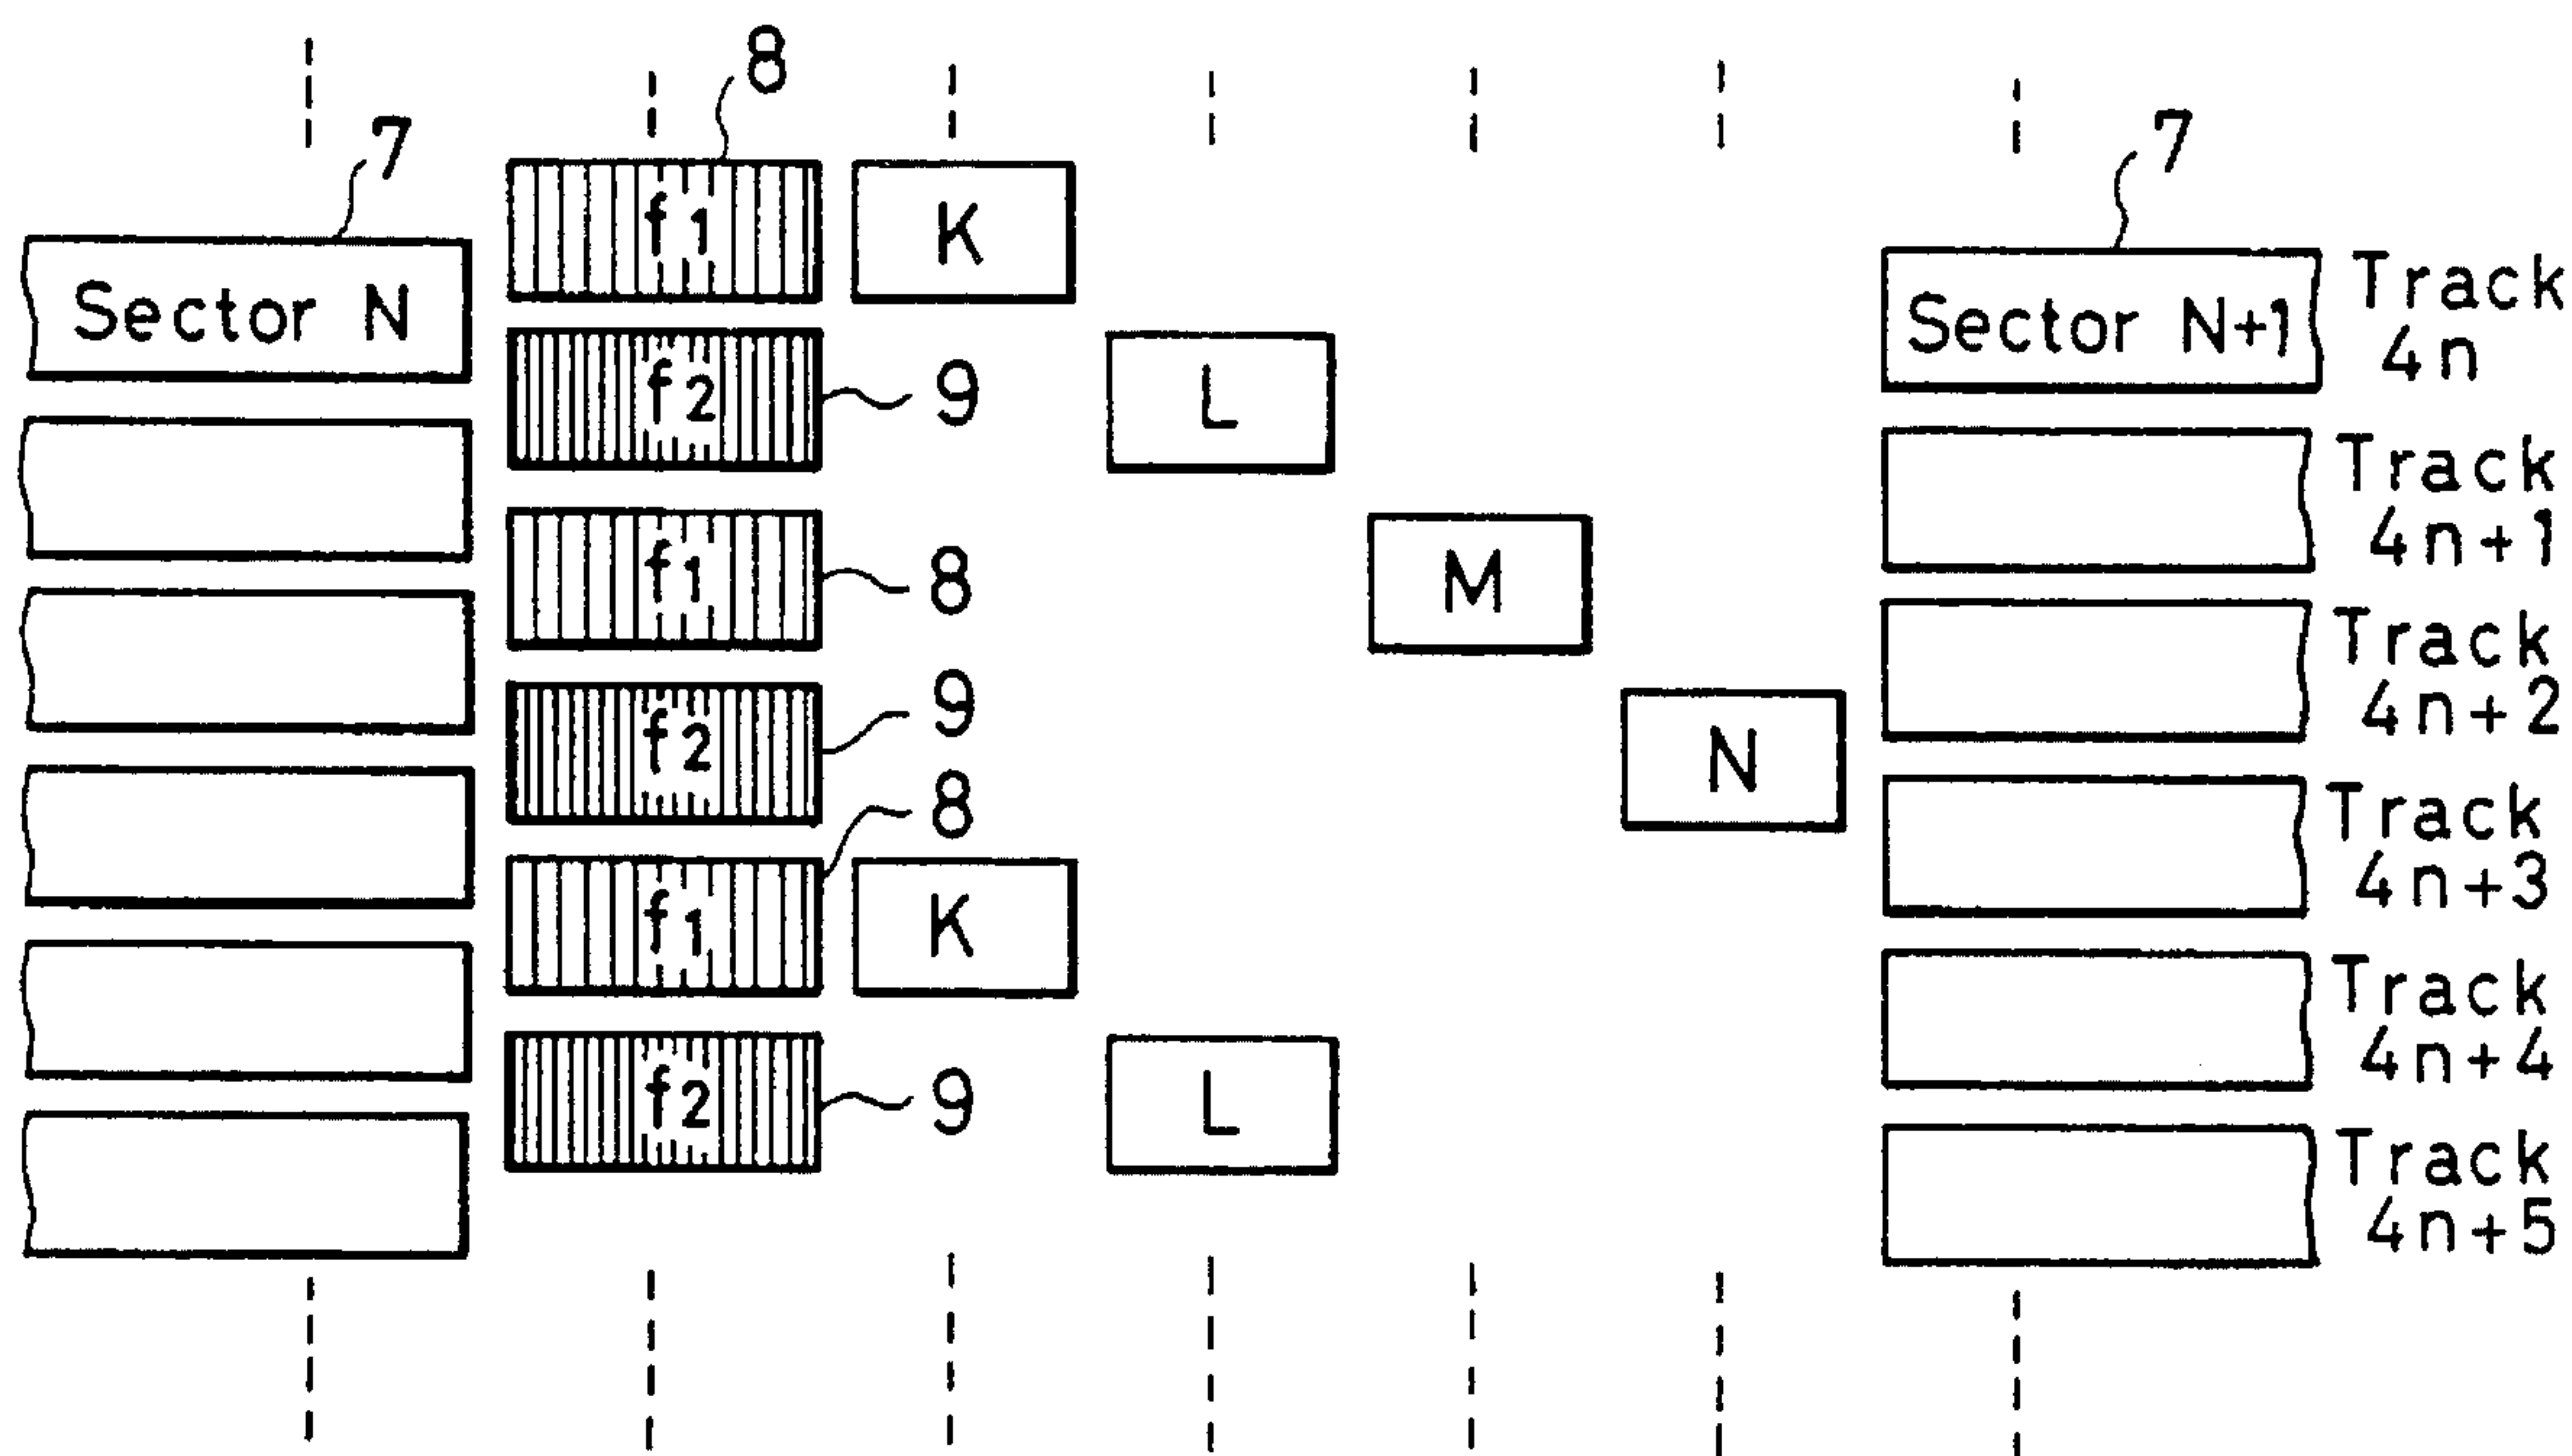 8
7
7
f1
K
Sector N
Sector N+1
Track
4n
f2
9
L
Track
4n+1
f1
8
M
Track
4n+2
f2
9
N
8
Track
4n+3
f1
K
Track
4n+4
f2
9
L
Track
4n+5